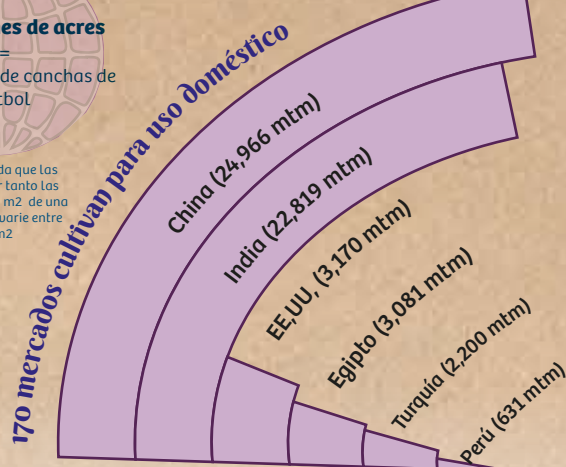 es de acres
=
de canchas de
tbol
da que las
r tanto las
m2 de una
varie entre
m2
170 mercados cultivan para uso doméstico
China (24,966 mtm)
India (22,819 mtm)
EE,UU, (3,170 mtm)
Egipto (3,081 mtm)
Turquía (2,200 mtm)
Perú (631 mtm)